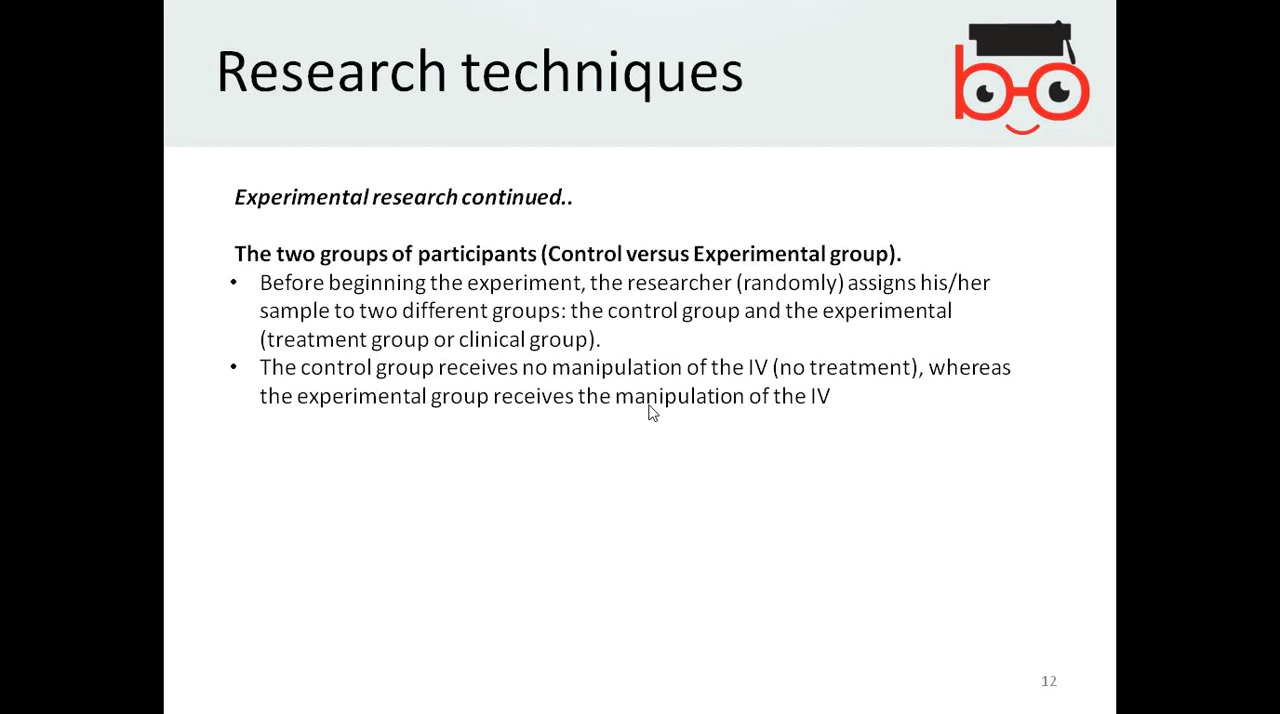 Research techniques
Experimental research continued..
The two groups of participants (Control versus Experimental group).
• Before beginning the experiment, the researcher (randomly) assigns his/her
sample to two different groups: the control group and the experimental
(treatment group or clinical group).
• The control group receives no manipulation of the IV (no treatment), whereas
the experimental group receives the manipulation of the IV
12